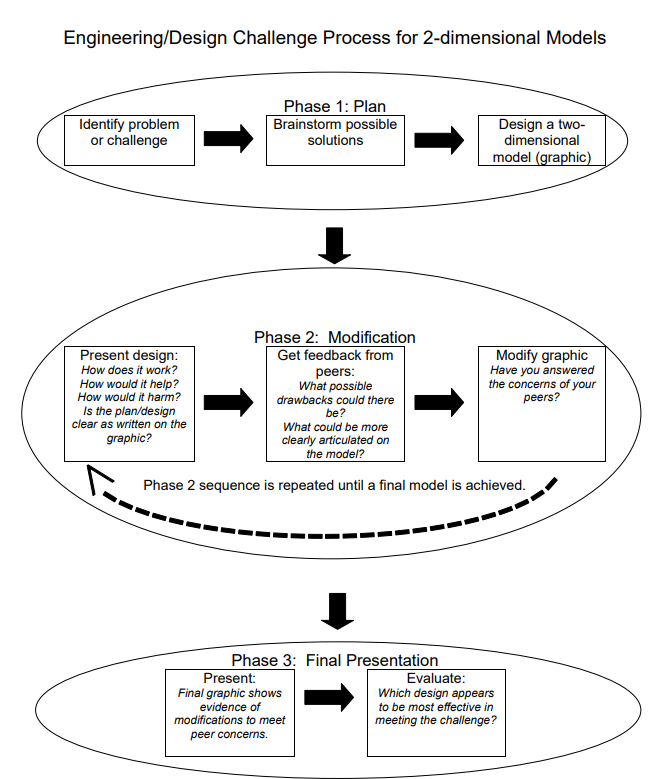 Engineering/Design Challenge Process for 2-dimensional Models
Phase 1: Plan
Identify problem
or challenge
Brainstorm possible
solutions
Design a two-
dimensional
model (graphic)
Phase 2:  Modification
Present design:
How does it work?
How would it help?
How would it harm?
Is the plan/design
clear as written on the
graphic?
Get feedback from
peers:
What possible
drawbacks could there
be?
What could be more
clearly articulated on
the model?
Modify graphic
Have you answered
the concerns of your
peers?
Phase 2 sequence is repeated until a final model is achieved.
Phase 3:  Final Presentation
Present:
Final graphic shows
evidence of
modifications to meet
peer concerns.
Evaluate:
Which design appears
to be most effective in
meeting the challenge?